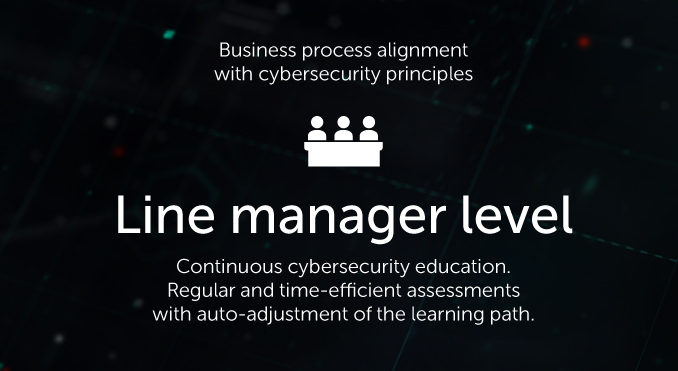 Business process alignment
with cybersecurity principles
Line manager level
Continuous cybersecurity education.
Regular and time-efficient assessments
with auto-adjustment of the learning path.